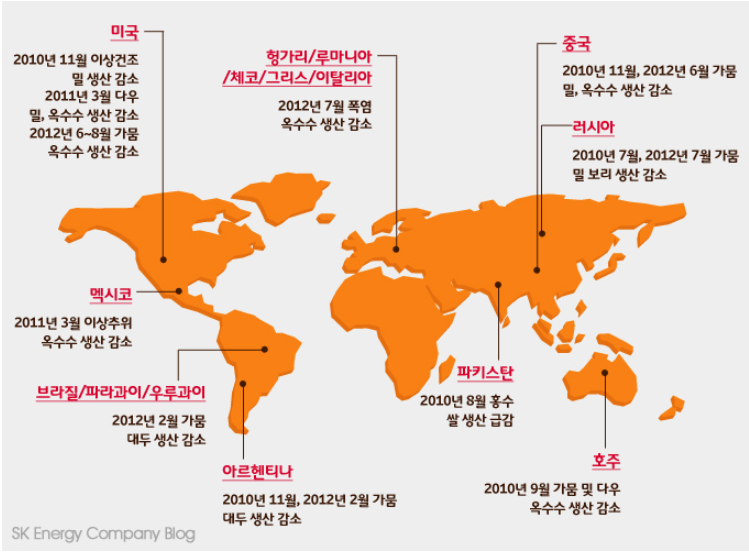 미국
2010년 11월 이상건조
밀 생산 감소
2011년 3월 다우
밀, 옥수수 생산 감소
2012년 6~8월 가뭄
옥수수 생산 감소
헝가리/루마니아
/체코/그리스/이탈리아
2012년 7월 폭염
옥수수 생산 감소
중국
2010년 11월, 2012년 6월 가뭄
밀, 옥수수 생산 감소
러시아
2010년 7월, 2012년 7월 가뭄
밀 보리 생산 감소
멕시코
2011년 3월 이상추위
옥수수 생산 감소
브라질/파라과이/우루과이
2012년 2월 가뭄
대두 생산 감소
아르헨티나
2010년 11월, 2012년 2월 가뭄
대두 생산 감소
파키스탄
2010년 8월 홍수
쌀 생산 급감
호주
2010년 9월 가뭄 및 다우
옥수수 생산 감소
SK Energy Company Blog